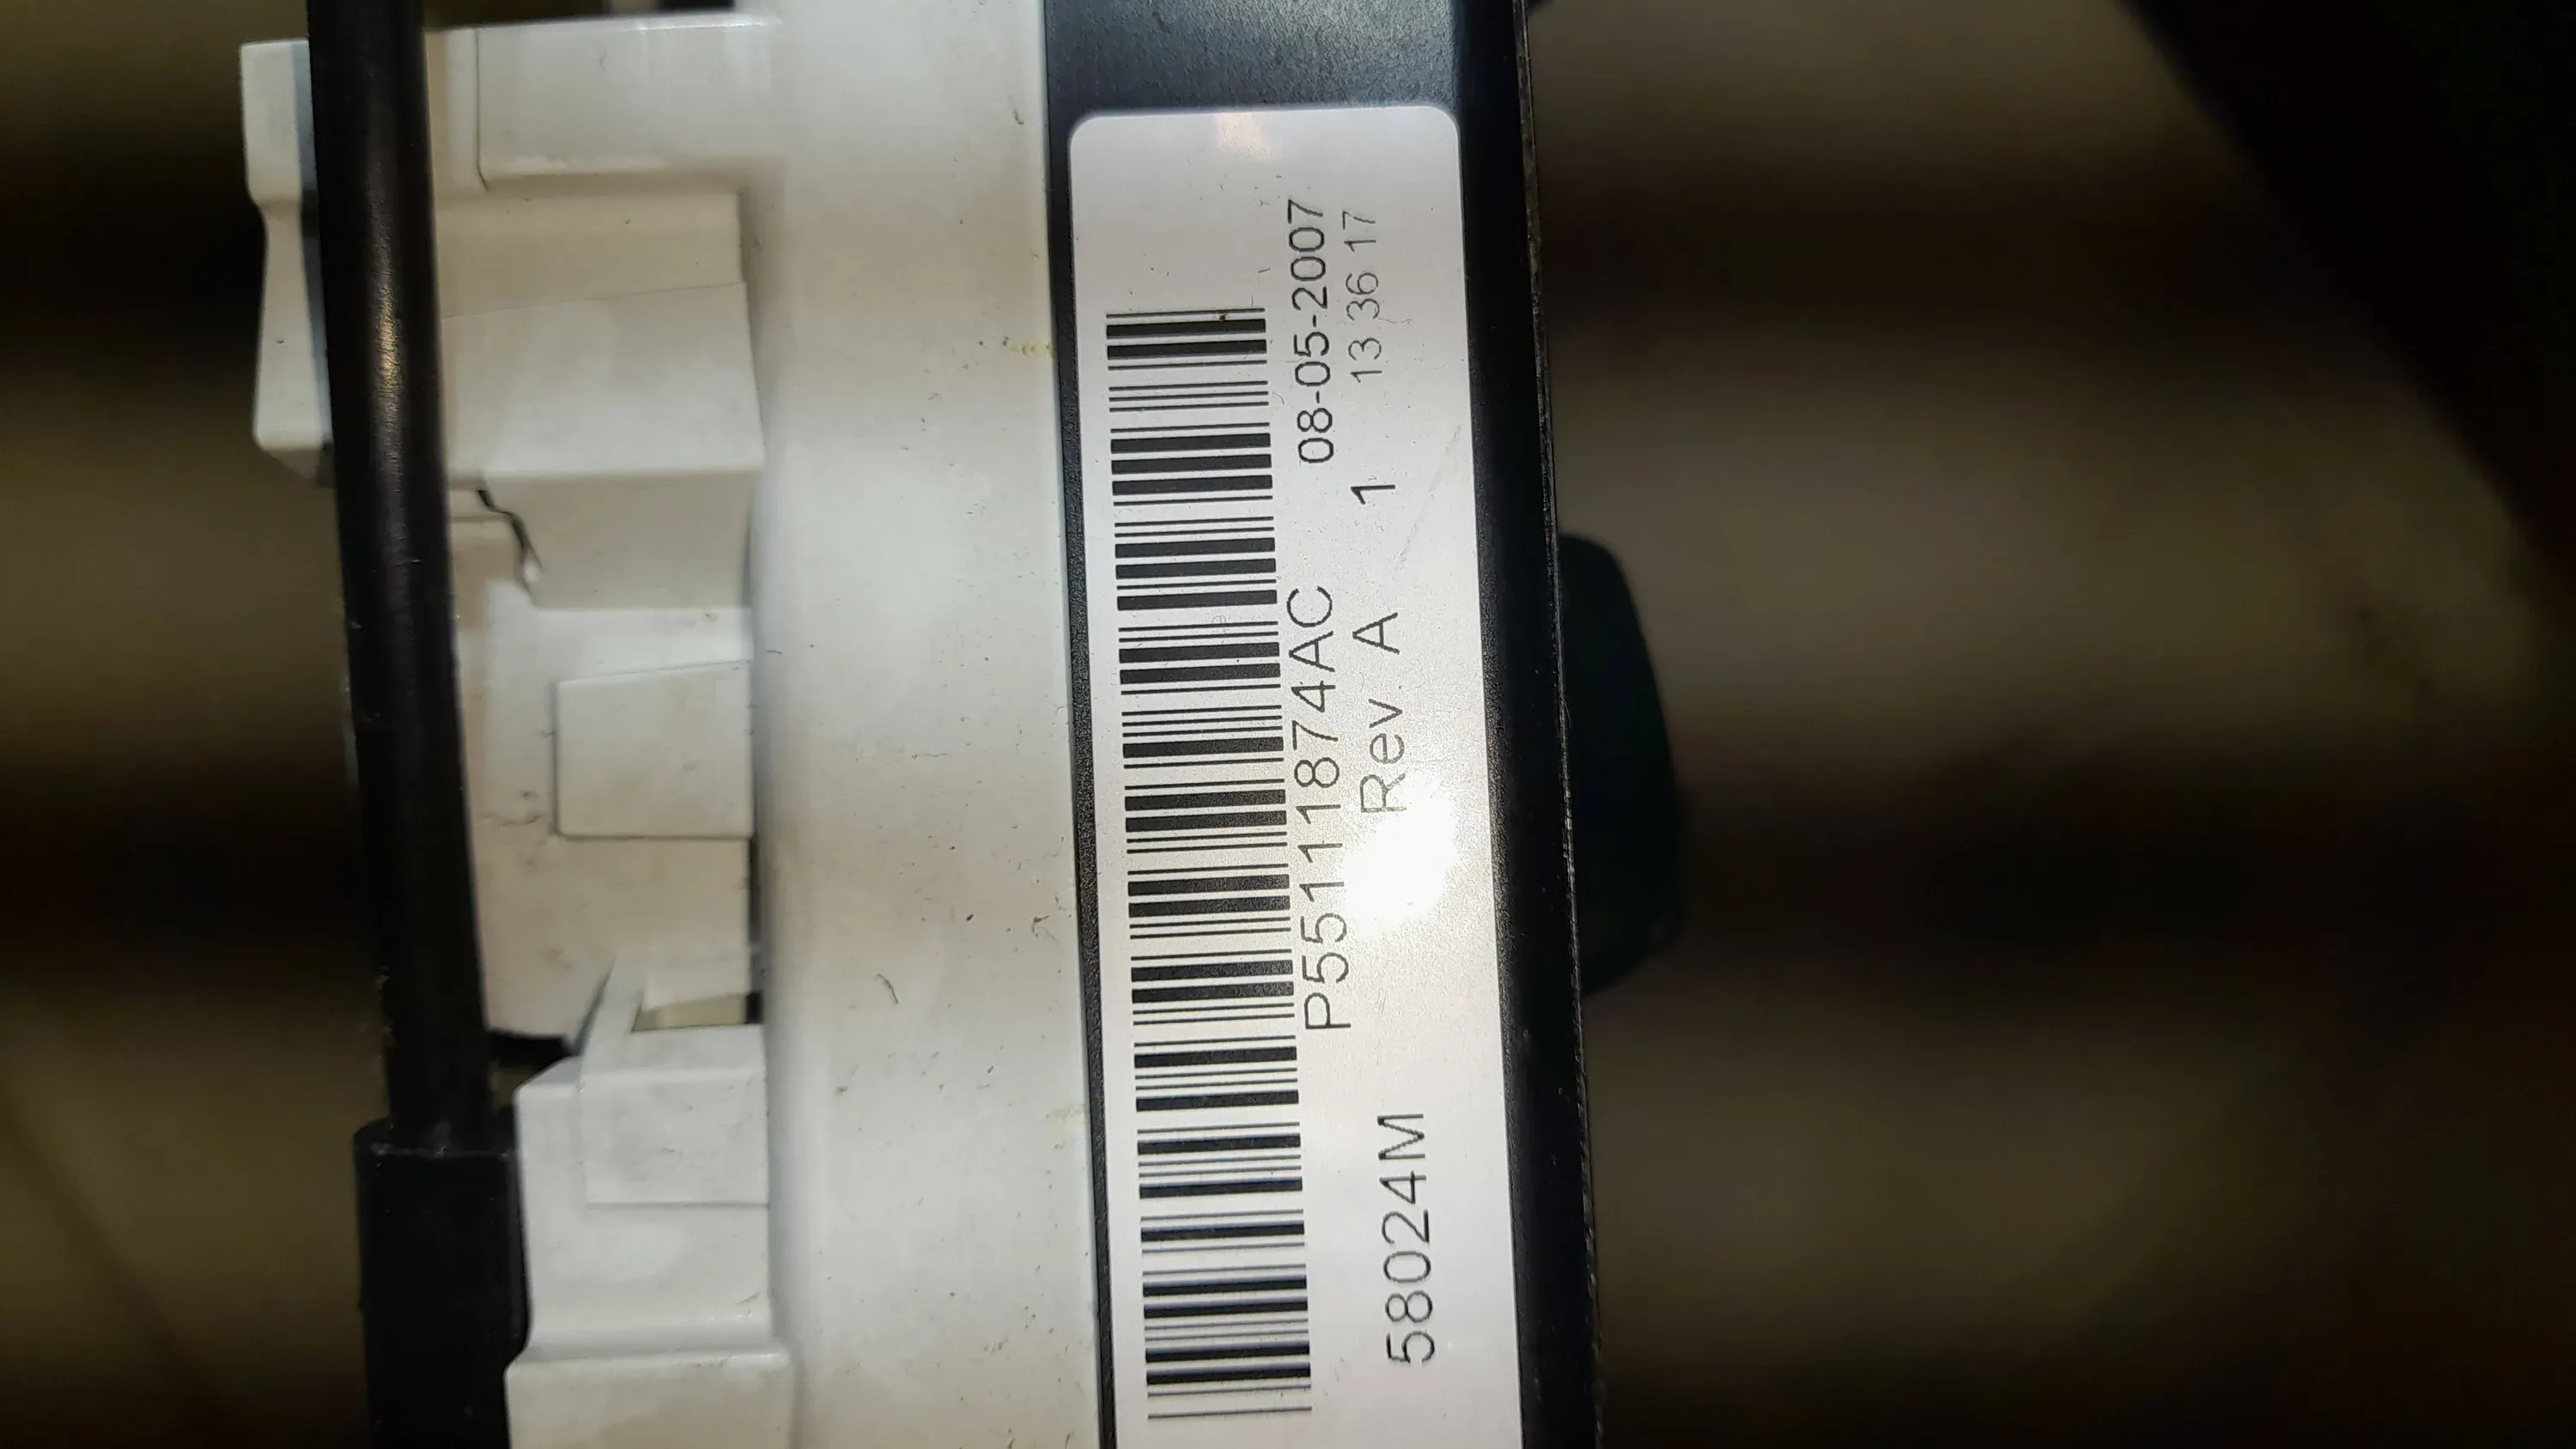 P55111874AC 08-05-2007
Rev A 1 13 36 17
58024M